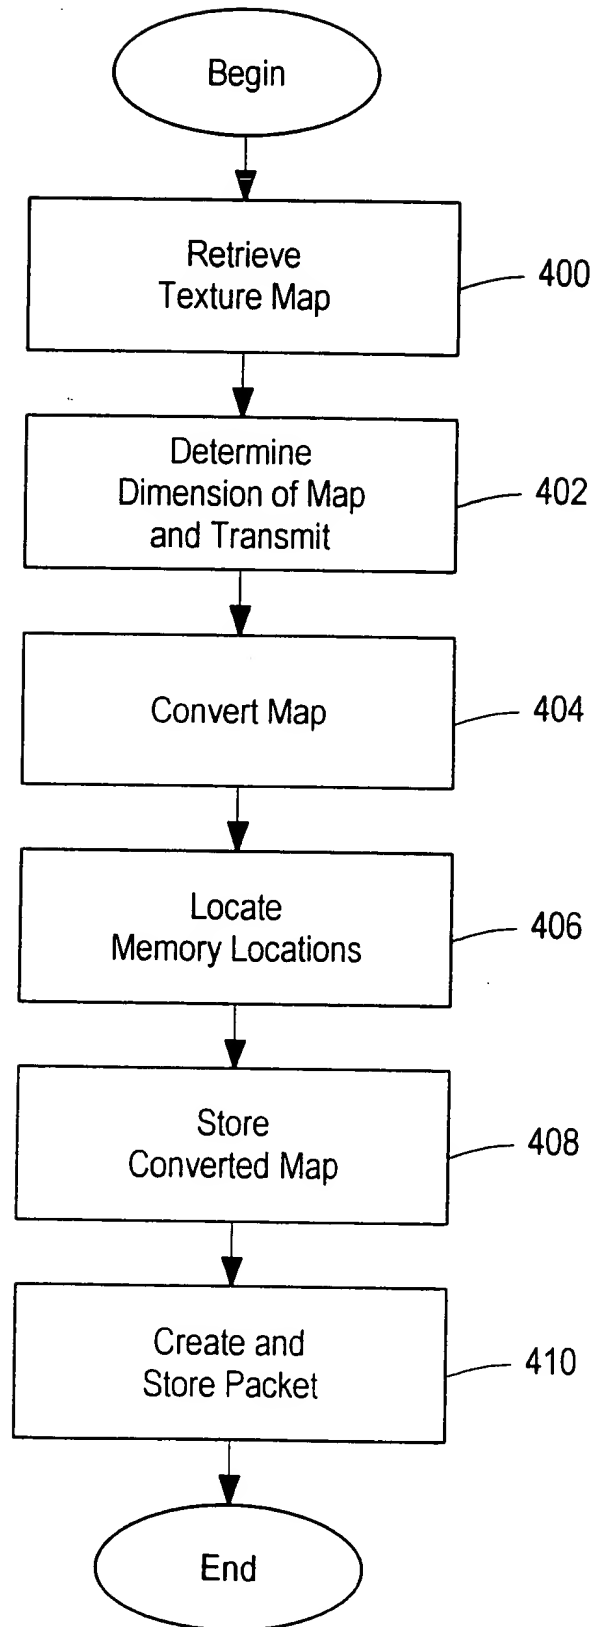 Begin
Retrieve
Texture Map
400
Determine
Dimension of Map
and Transmit
402
Convert Map
404
Locate
Memory Locations
406
Store
Converted Map
408
Create and
Store Packet
410
End